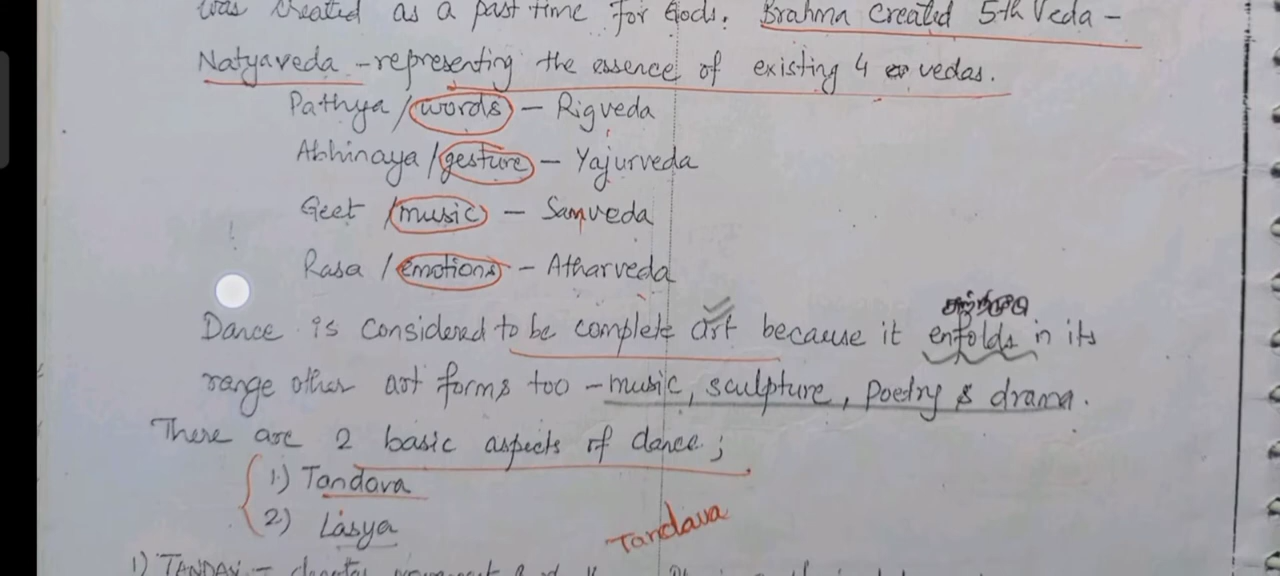 was created as a past time for Gods. Brahma created 5th Veda -
Natyaveda - representing the essence of existing 4 vedas.
Pathya / words - Rigveda
Abhinaya / gesture - Yajurveda
Geet / music - Samveda
Rasa / emotions - Atharveda
Dance is considered to be complete art because it enfolds in its
range other art forms too - music, sculpture, poetry & drama.
There are 2 basic aspects of dance;
1.) Tandava
2.) Lasya
Tandava
1) TANDAV -